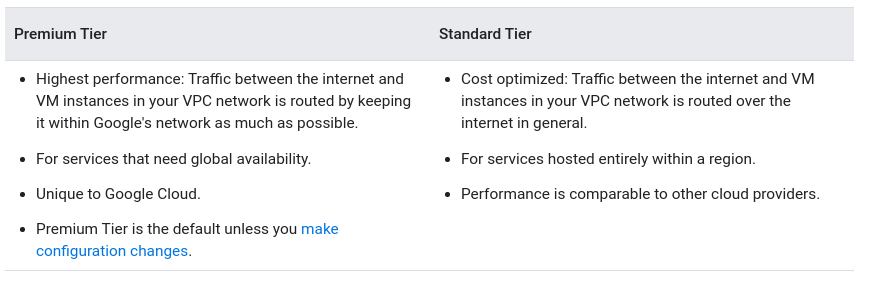 Premium Tier
Standard Tier
• Highest performance: Traffic between the internet and
VM instances in your VPC network is routed by keeping
it within Google's network as much as possible.
• For services that need global availability.
• Unique to Google Cloud.
• Premium Tier is the default unless you make
configuration changes.
• Cost optimized: Traffic between the internet and VM
instances in your VPC network is routed over the
internet in general.
• For services hosted entirely within a region.
• Performance is comparable to other cloud providers.